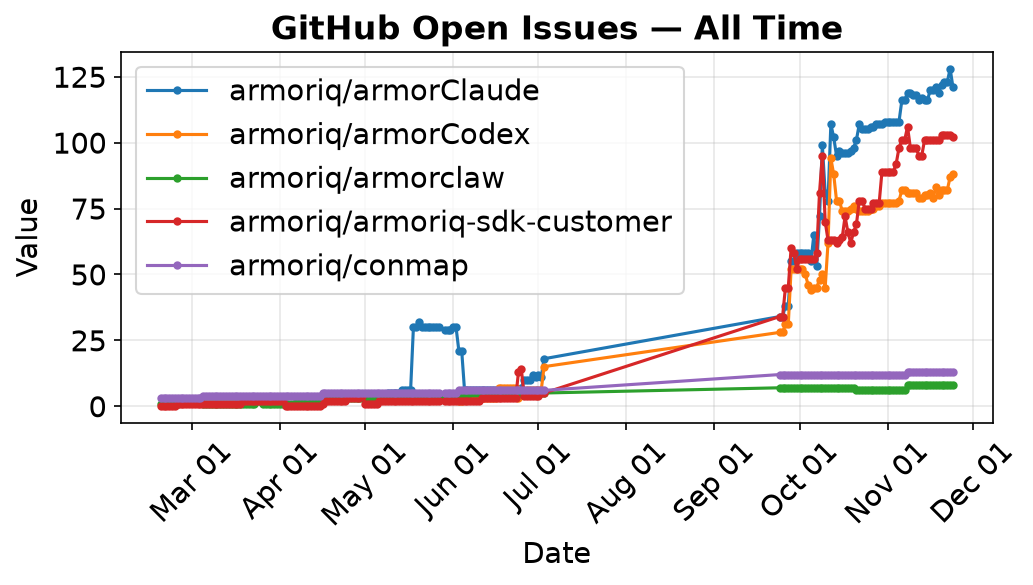 GitHub Open Issues — All Time
armoriq/armorClaude
armoriq/armorCodex
armoriq/armorclaw
armoriq/armoriq-sdk-customer
armoriq/conmap
Value
125
100
75
50
25
0
Mar 01
Apr 01
May 01
Jun 01
Jul 01
Aug 01
Sep 01
Oct 01
Nov 01
Dec 01
Date